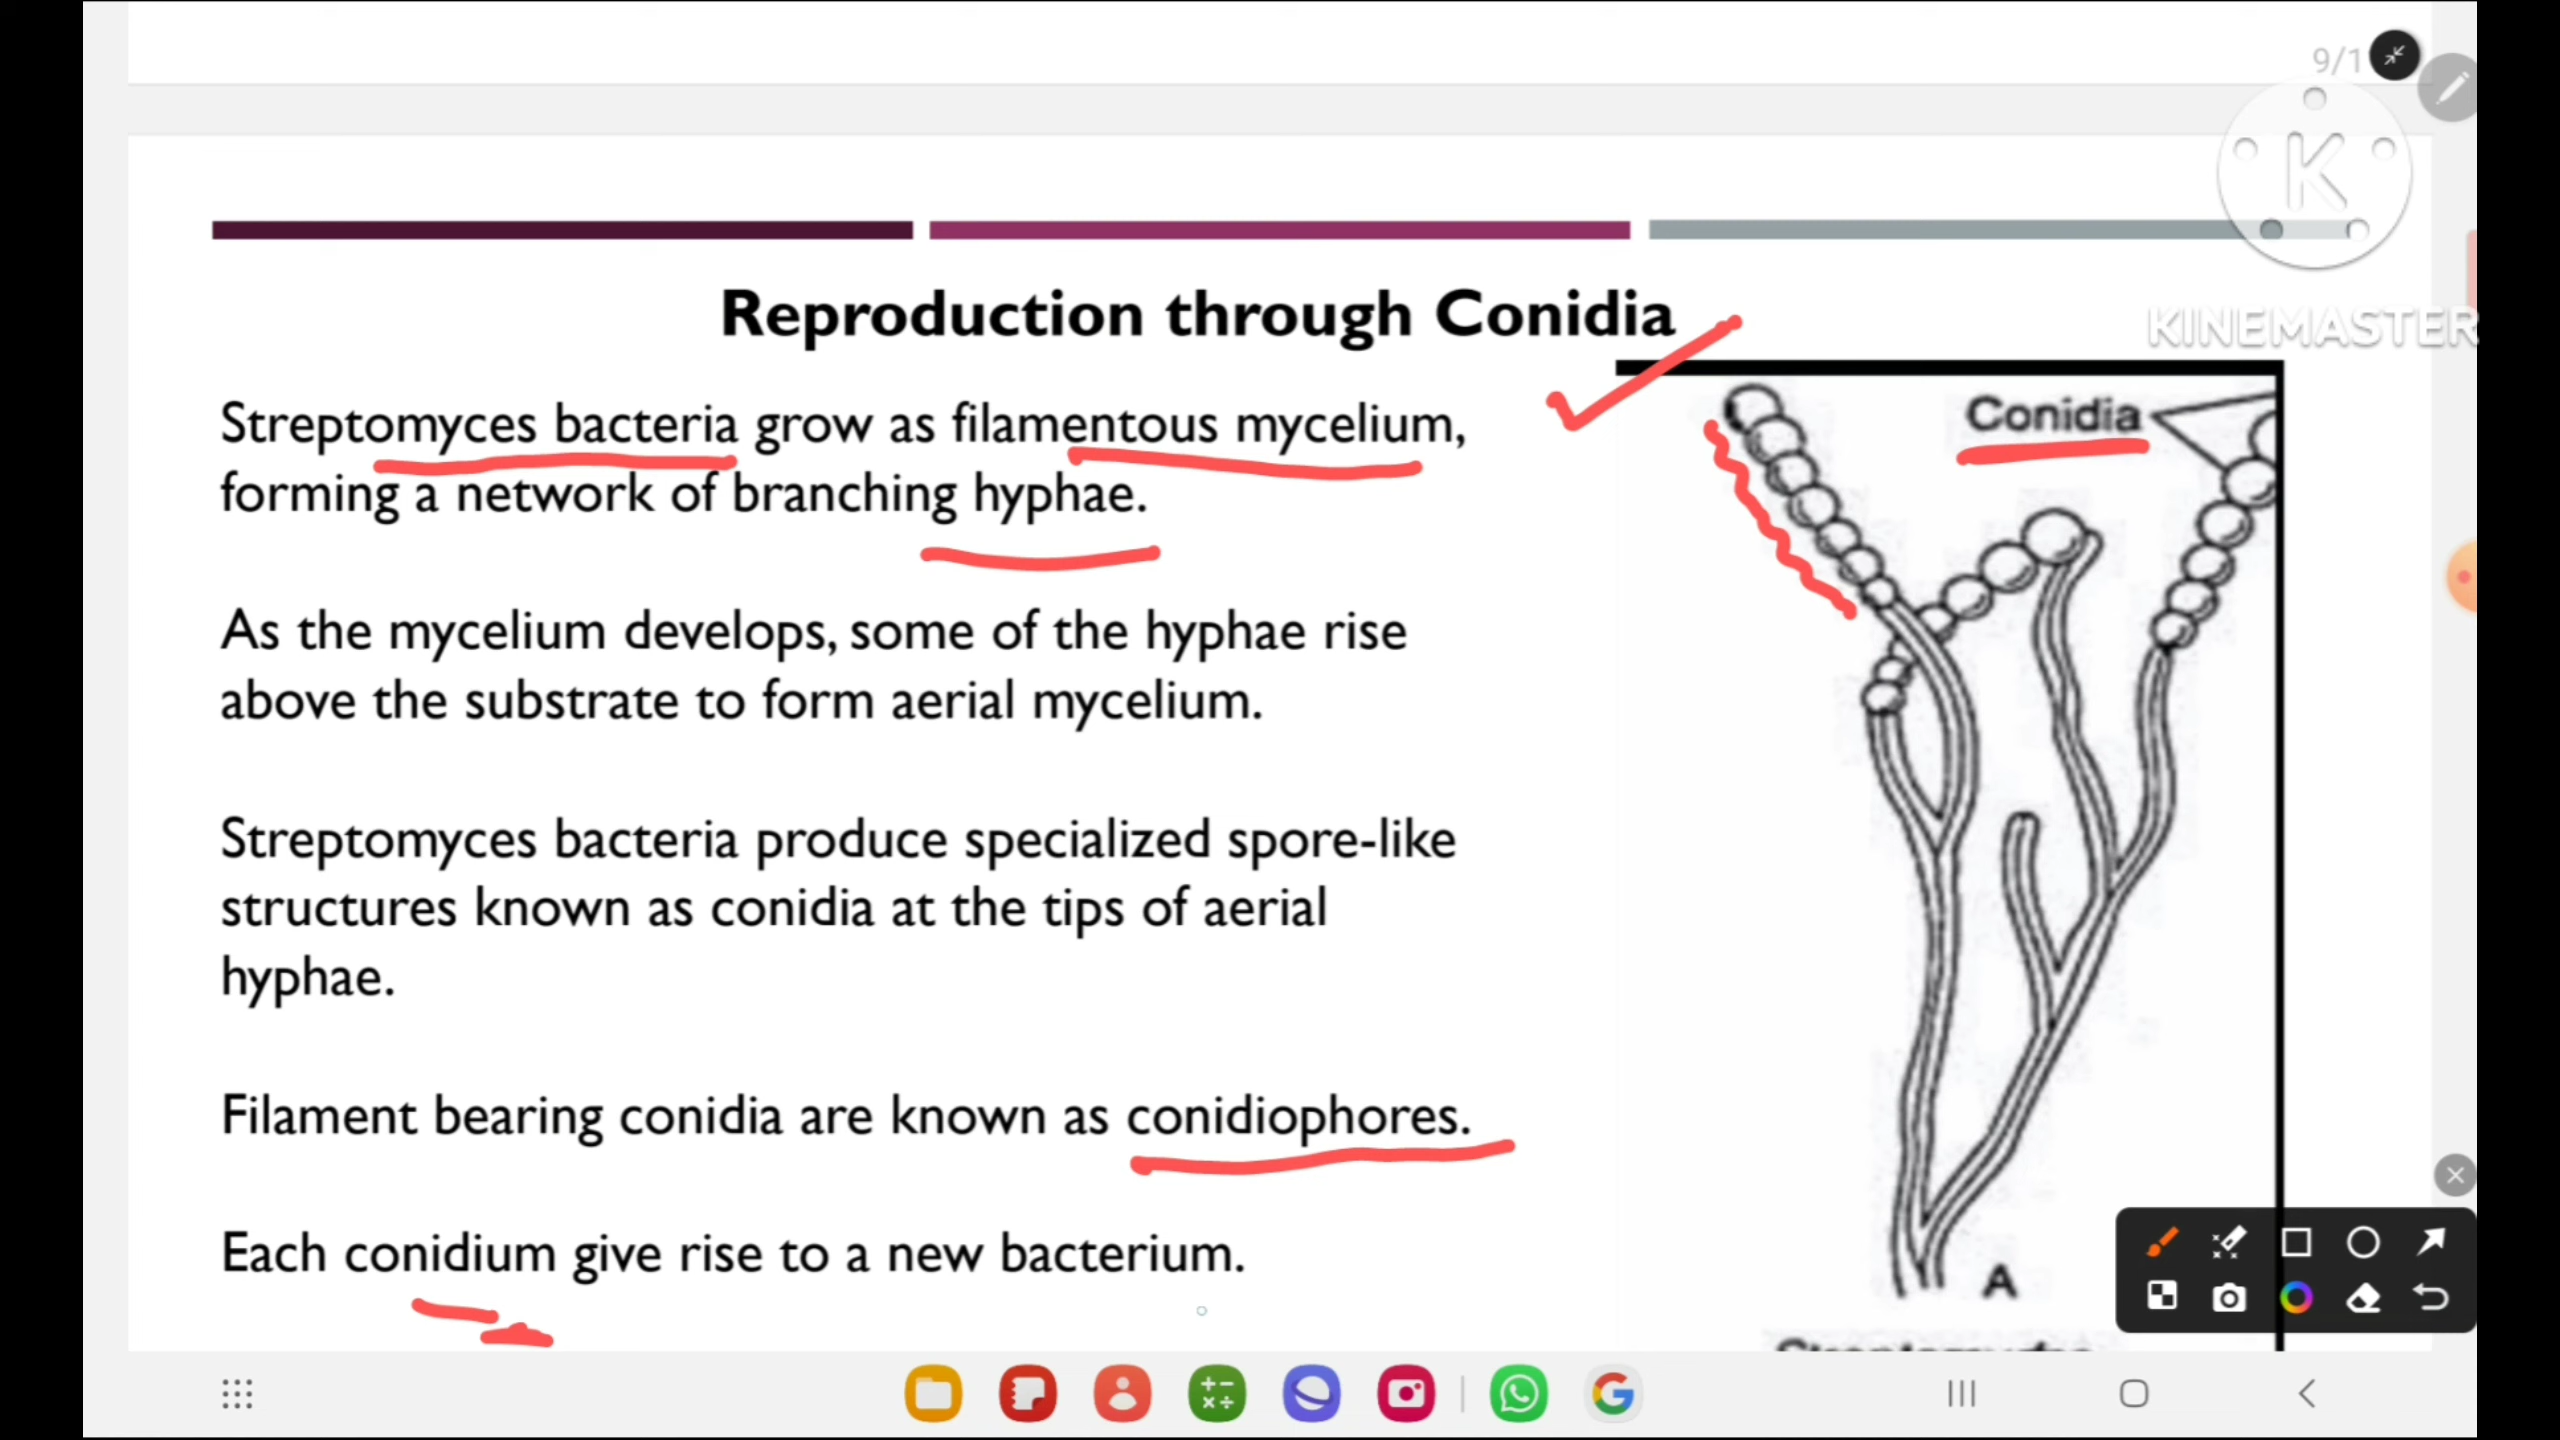 9/1
K
KINEMASTER
Reproduction through Conidia
Streptomyces bacteria grow as filamentous mycelium,
forming a network of branching hyphae.
As the mycelium develops, some of the hyphae rise
above the substrate to form aerial mycelium.
Streptomyces bacteria produce specialized spore-like
structures known as conidia at the tips of aerial
hyphae.
Filament bearing conidia are known as conidiophores.
Each conidium give rise to a new bacterium.
Conidia
A